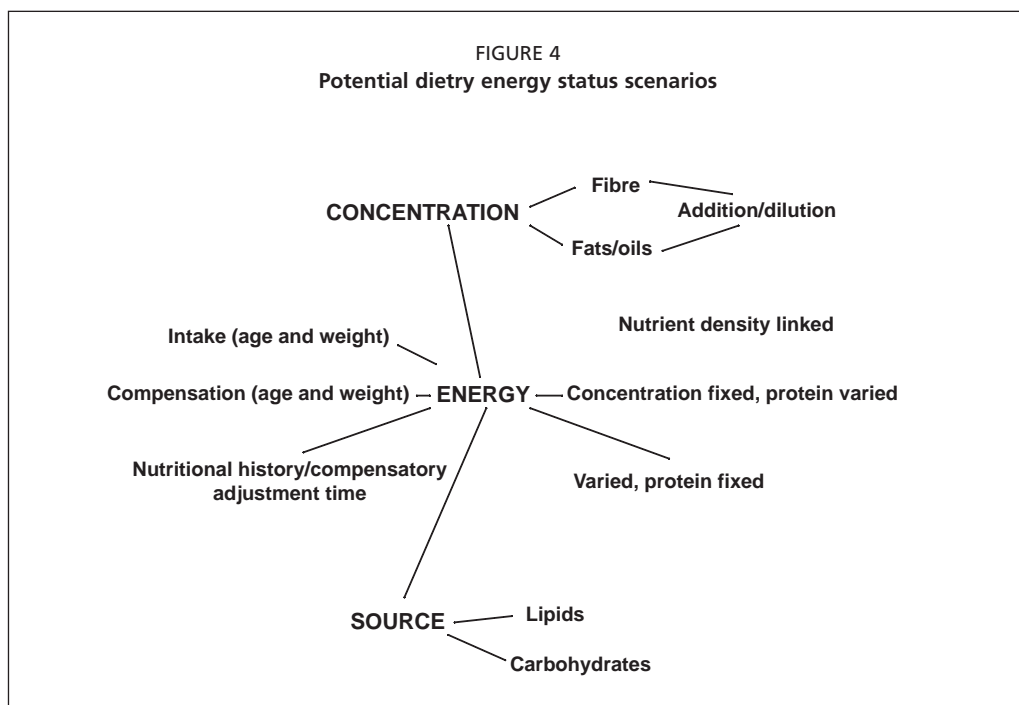 FIGURE 4
Potential dietry energy status scenarios
Fibre
CONCENTRATION
Addition/dilution
Fats/oils
Nutrient density linked
Intake (age and weight)
Compensation (age and weight)
ENERGY
Concentration fixed, protein varied
Nutritional history/compensatory
adjustment time
Varied, protein fixed
SOURCE
Lipids
Carbohydrates